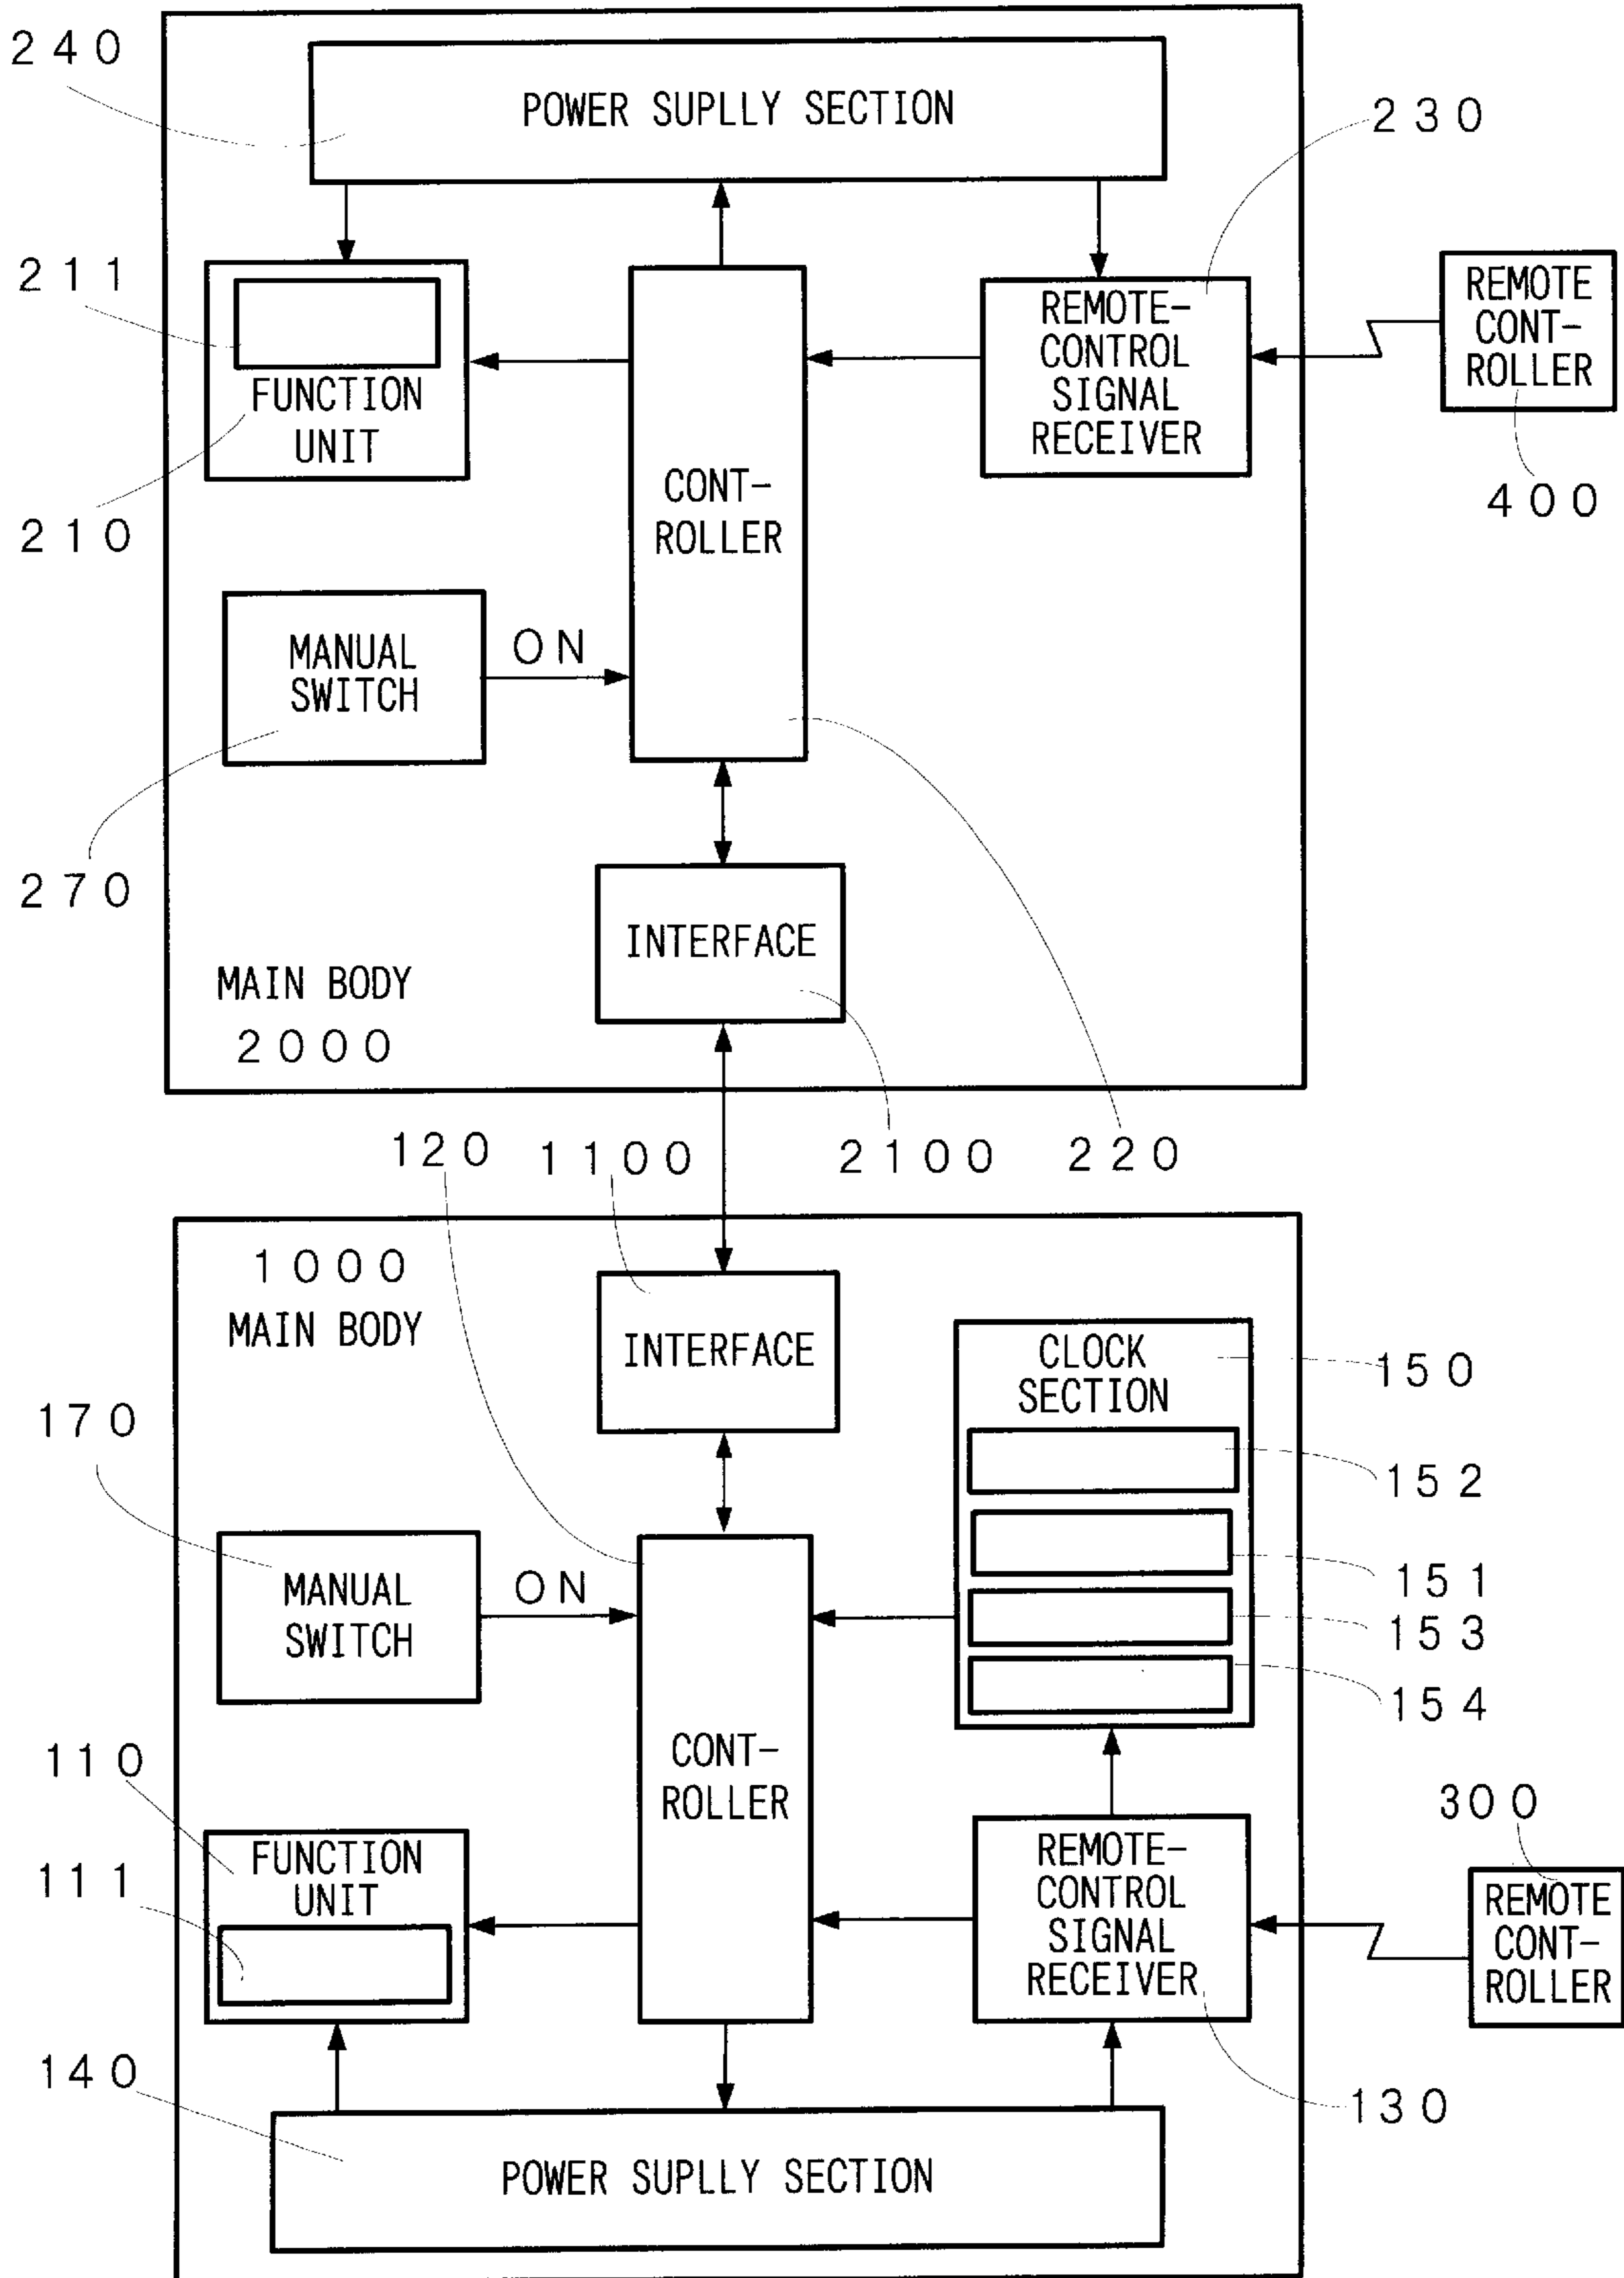 240
POWER SUPLLY SECTION
230
211
FUNCTION
UNIT
210
CONT-
ROLLER
REMOTE-
CONTROL
SIGNAL
RECEIVER
REMOTE
CONT-
ROLLER
400
MANUAL
SWITCH
ON
270
INTERFACE
MAIN BODY
2000
120
1100
2100
220
1000
MAIN BODY
INTERFACE
CLOCK
SECTION
150
152
151
153
154
170
MANUAL
SWITCH
ON
CONT-
ROLLER
110
FUNCTION
UNIT
111
REMOTE-
CONTROL
SIGNAL
RECEIVER
300
REMOTE
CONT-
ROLLER
130
140
POWER SUPLLY SECTION